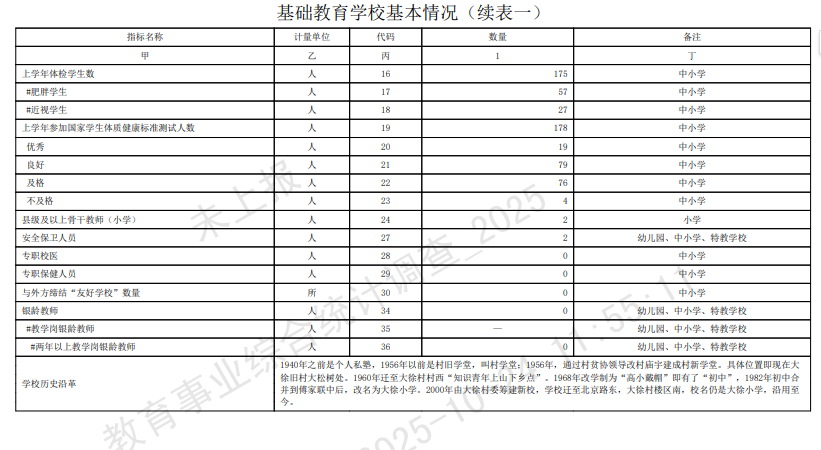 基础教育学校基本情况（续表一）
指标名称 计量单位 代码 数量 备注
甲 乙 丙 1 丁
上学年体检学生数 人 16 175 中小学
#肥胖学生 人 17 57 中小学
#近视学生 人 18 27 中小学
上学年参加国家学生体质健康标准测试人数 人 19 178 中小学
优秀 人 20 19 中小学
良好 人 21 79 中小学
及格 人 22 76 中小学
不及格 人 23 4 中小学
县级及以上骨干教师（小学） 人 24 2 小学
安全保卫人员 人 27 2 幼儿园、中小学、特教学校
专职校医 人 28 0 中小学
专职保健人员 人 29 0 中小学
与外方缔结“友好学校”数量 所 30 0 中小学
银龄教师 人 34 0 幼儿园、中小学、特教学校
#教学岗银龄教师 人 35 — 幼儿园、中小学、特教学校
#两年以上教学岗银龄教师 人 36 0 幼儿园、中小学、特教学校
学校历史沿革
1940年之前是个人私塾，1956年以前是村旧学堂，叫村学堂；1956年，通过村贫协领导改村庙宇建成村新学堂。具体位置即现在大
徐旧村大松树处。1960年迁至大徐村村西“知识青年上山下乡点”。1968年改学制为“高小戴帽”即有了“初中”，1982年初中合
并到傅家联中后，改名为大徐小学。2000年由大徐村委筹建新校，学校迁至北京路东，大徐村楼区南，校名仍是大徐小学，沿用至
今。
未上报
教育事业综合统计调查_2025
11:55:11